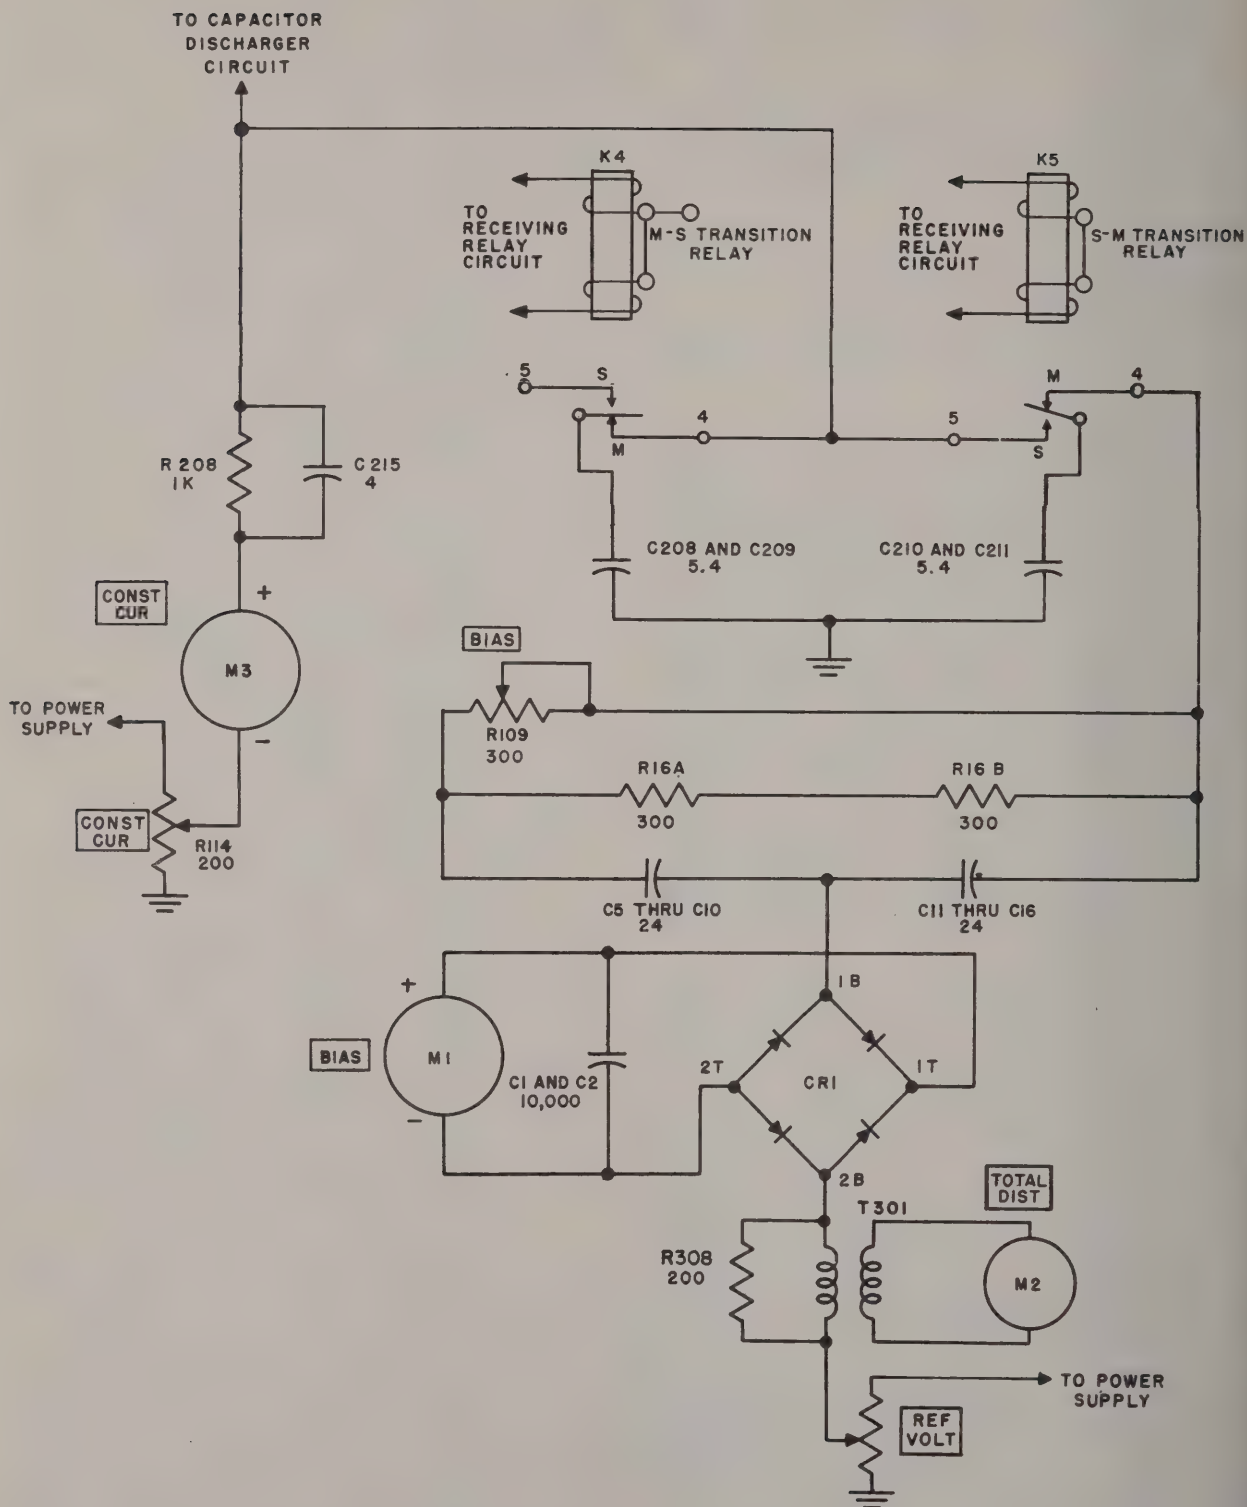 TO CAPACITOR
DISCHARGER
CIRCUIT
K4
K5
TO
RECEIVING
RELAY
CIRCUIT
M-S TRANSITION
RELAY
TO
RECEIVING
RELAY
CIRCUIT
S-M TRANSITION
RELAY
5
S
M
4
5
M
4
S
R 208
1K
C 215
4
C208 AND C209
5.4
C210 AND C211
5.4
CONST
CUR
+
M3
-
TO POWER
SUPPLY
CONST
CUR
R114
200
BIAS
R109
300
R16A
300
R16 B
300
C5 THRU C10
24
C11 THRU C16
24
+
BIAS
M1
-
C1 AND C2
10,000
1B
2T
CR1
1T
2B
R308
200
T301
TOTAL
DIST
M2
TO POWER
SUPPLY
REF
VOLT